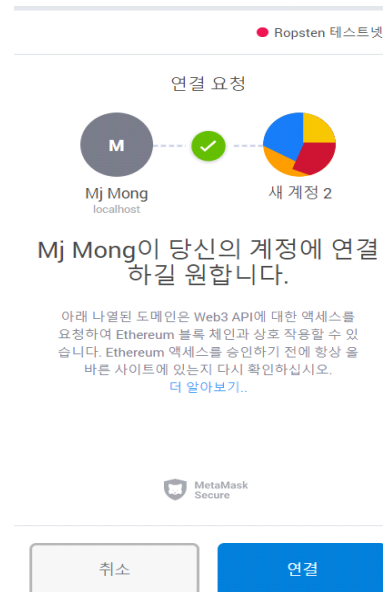 Ropsten 테스트넷
연결 요청
M
Mj Mong
localhost
새 계정 2
Mj Mong이 당신의 계정에 연결
하길 원합니다.
아래 나열된 도메인은 Web3 API에 대한 액세스를
요청하여 Ethereum 블록 체인과 상호 작용할 수 있
습니다. Ethereum 액세스를 승인하기 전에 항상 올
바른 사이트에 있는지 다시 확인하십시오.
더 알아보기..
MetaMask
Secure
취소
연결